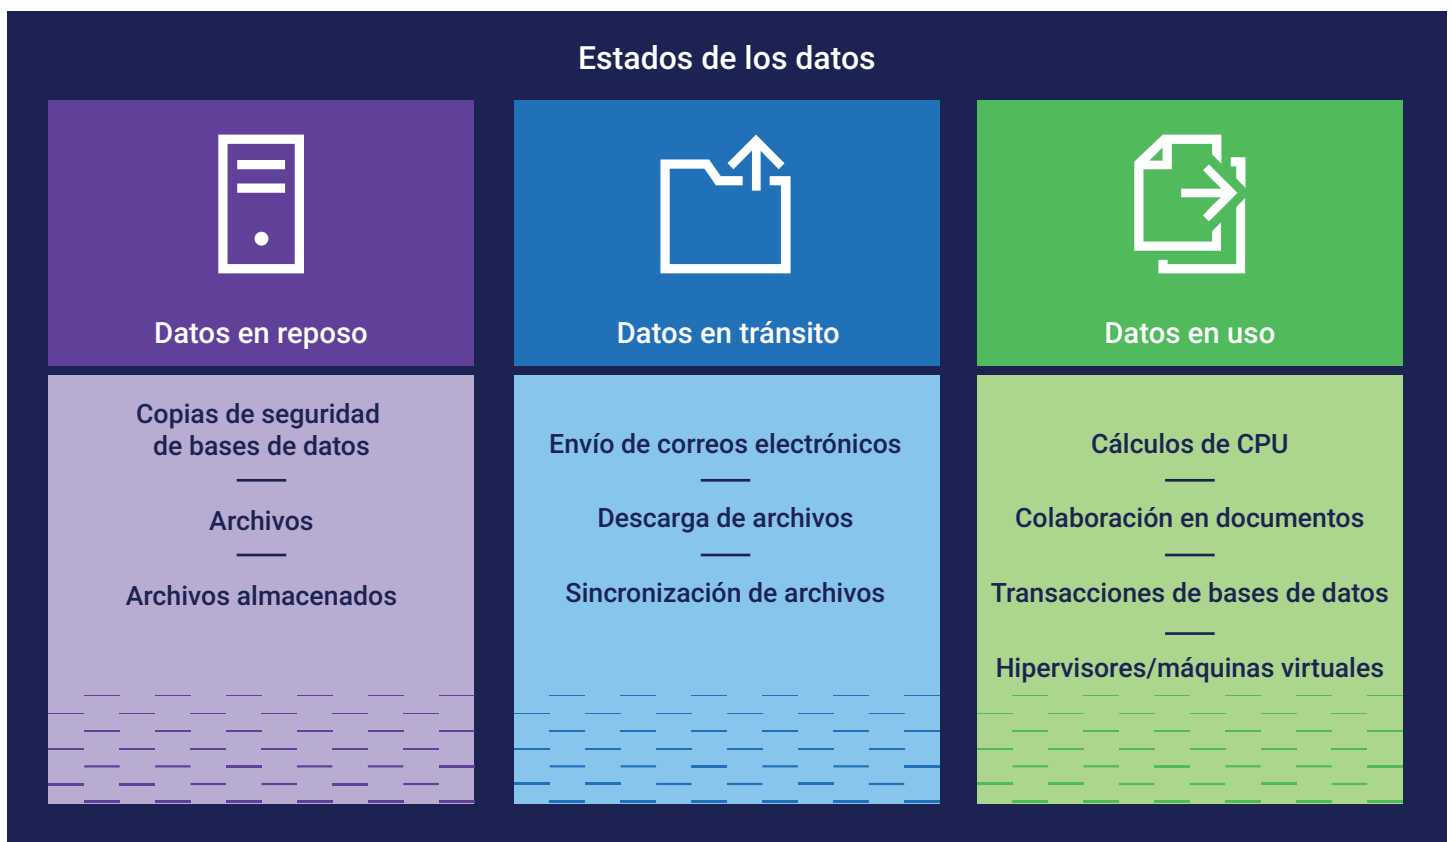 Estados de los datos
Datos en reposo
Copias de seguridad
de bases de datos
Archivos
Archivos almacenados
Datos en tránsito
Envío de correos electrónicos
Descarga de archivos
Sincronización de archivos
Datos en uso
Cálculos de CPU
Colaboración en documentos
Transacciones de bases de datos
Hipervisores/máquinas virtuales